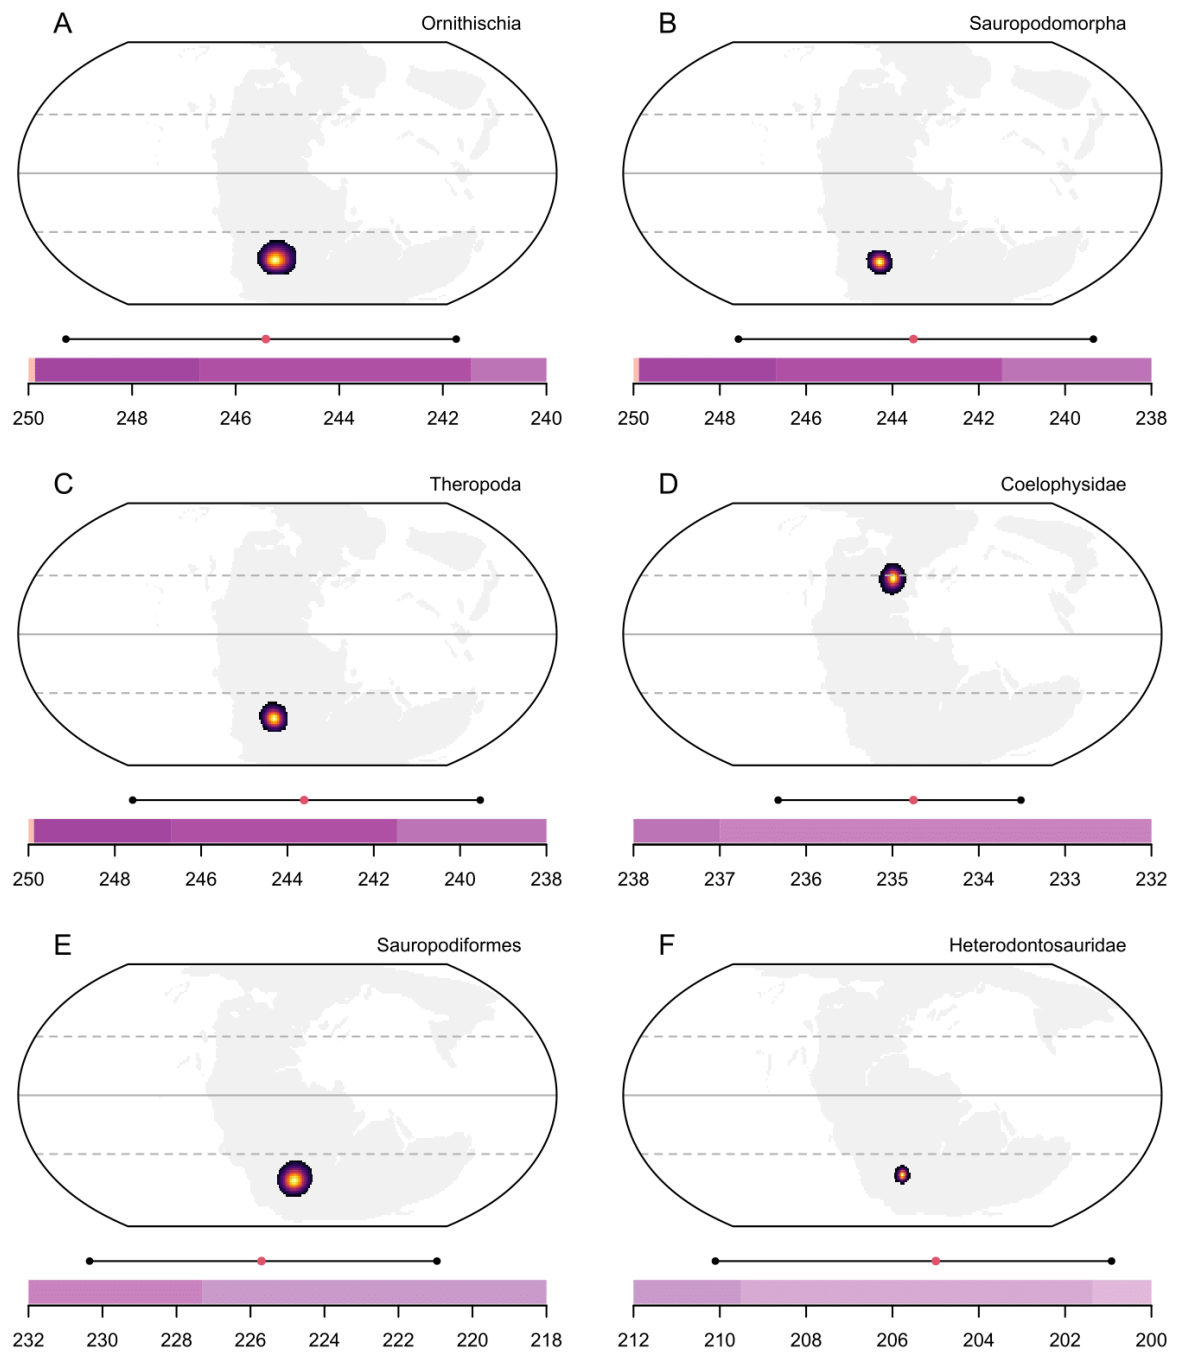 A Ornithischia
B Sauropodomorpha
250 248 246 244 242 240
250 248 246 244 242 240 238
C Theropoda
D Coelophysidae
250 248 246 244 242 240 238
238 237 236 235 234 233 232
E Sauropodiformes
F Heterodontosauridae
232 230 228 226 224 222 220 218
212 210 208 206 204 202 200